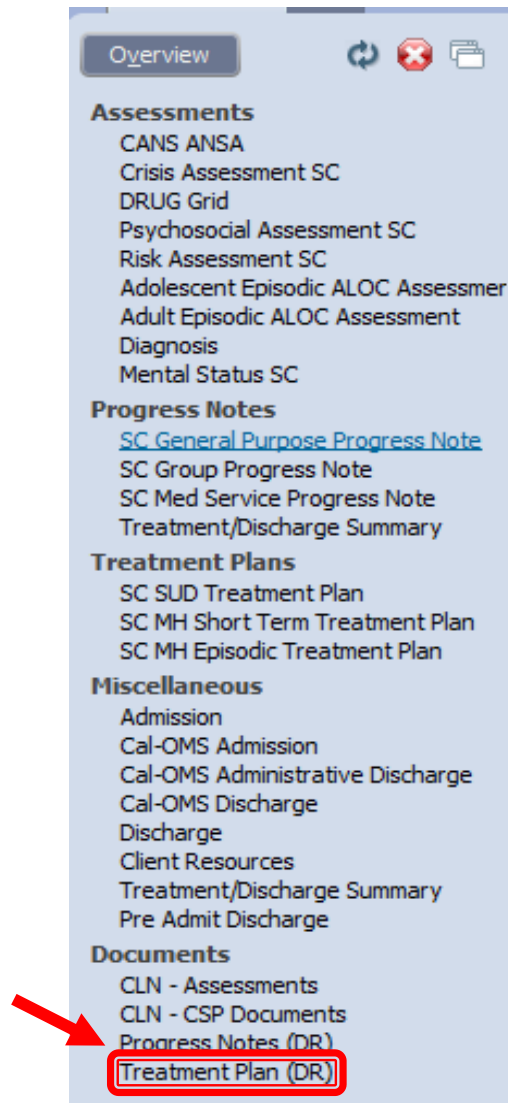 Overview
Assessments
CANS ANSA
Crisis Assessment SC
DRUG Grid
Psychosocial Assessment SC
Risk Assessment SC
Adolescent Episodic ALOC Assessmer
Adult Episodic ALOC Assessment
Diagnosis
Mental Status SC
Progress Notes
SC General Purpose Progress Note
SC Group Progress Note
SC Med Service Progress Note
Treatment/Discharge Summary
Treatment Plans
SC SUD Treatment Plan
SC MH Short Term Treatment Plan
SC MH Episodic Treatment Plan
Miscellaneous
Admission
Cal-OMS Admission
Cal-OMS Administrative Discharge
Cal-OMS Discharge
Discharge
Client Resources
Treatment/Discharge Summary
Pre Admit Discharge
Documents
CLN - Assessments
CLN - CSP Documents
Progress Notes (DR)
Treatment Plan (DR)